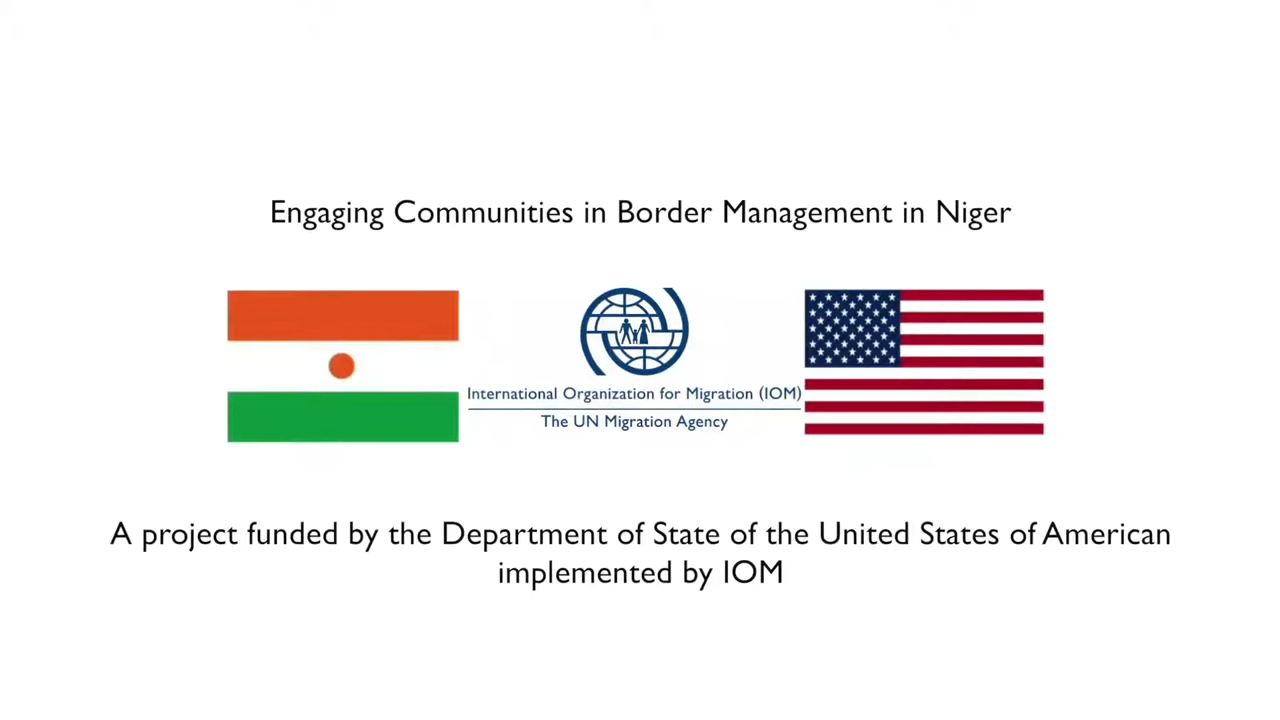 Engaging Communities in Border Management in Niger
International Organization for Migration (IOM)
The UN Migration Agency
A project funded by the Department of State of the United States of American
implemented by IOM